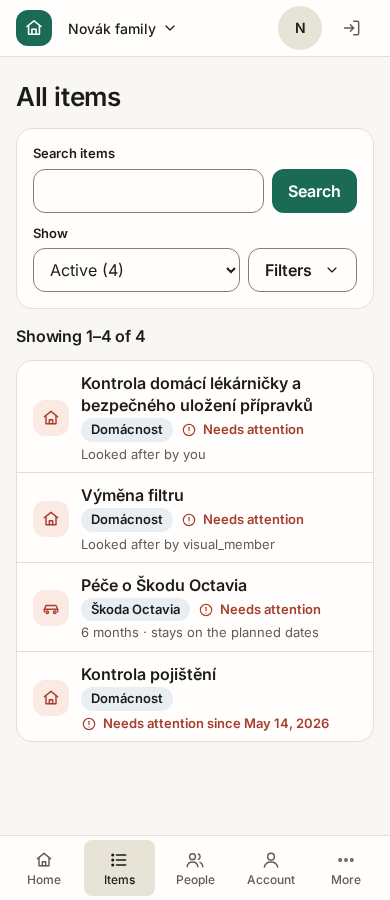 Novák family
N
All items
Search items
Search
Show
Active (4)
Filters
Showing 1–4 of 4
Kontrola domácí lékárničky a
bezpečného uložení přípravků
Domácnost Needs attention
Looked after by you
Výměna filtru
Domácnost Needs attention
Looked after by visual_member
Péče o Škodu Octavia
Škoda Octavia Needs attention
6 months · stays on the planned dates
Kontrola pojištění
Domácnost
Needs attention since May 14, 2026
Home Items People Account More